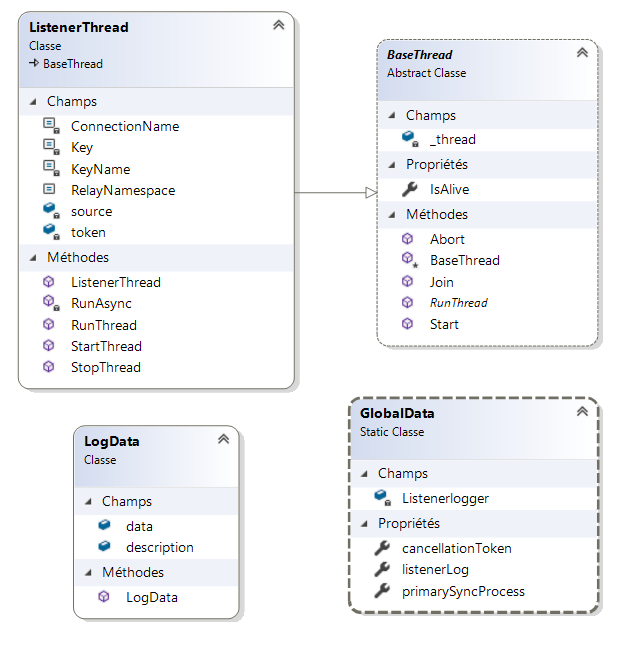 ListenerThread
Classe
BaseThread
Champs
ConnectionName
Key
KeyName
RelayNamespace
source
token
Méthodes
ListenerThread
RunAsync
RunThread
StartThread
StopThread
BaseThread
Abstract Classe
Champs
_thread
Propriétés
IsAlive
Méthodes
Abort
BaseThread
Join
RunThread
Start
LogData
Classe
Champs
data
description
Méthodes
LogData
GlobalData
Static Classe
Champs
Listenerlogger
Propriétés
cancellationToken
listenerLog
primarySyncProcess